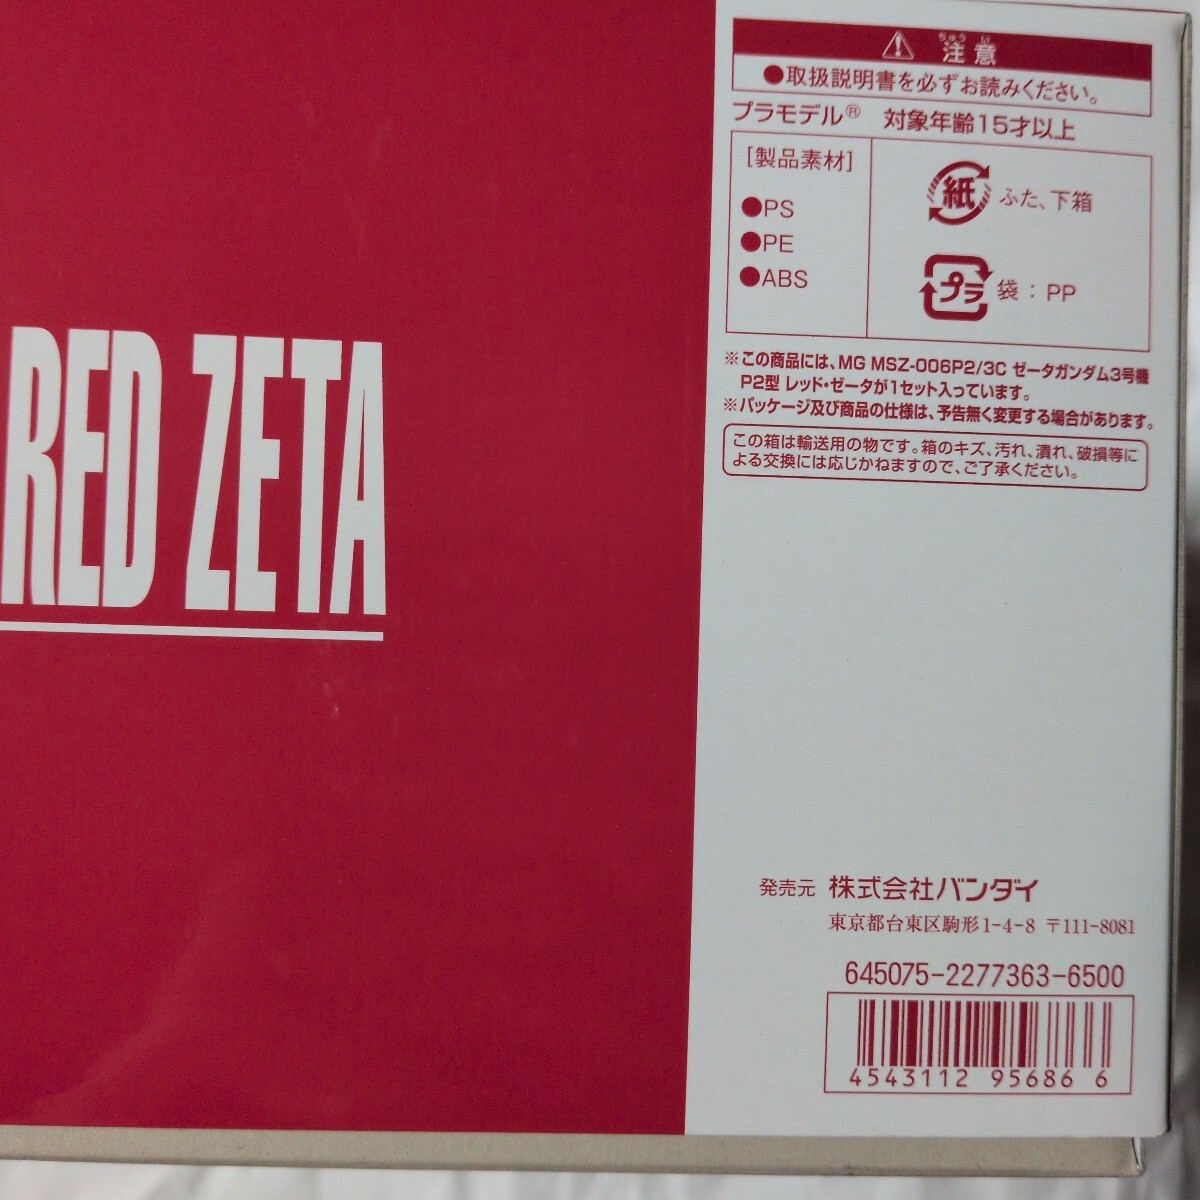 RED ZETA
ちゅう い
注意
●取扱説明書を必ずお読みください。
プラモデル® 対象年齢15才以上
[製品素材]
●PS
●PE
●ABS
紙 ふた、下箱
プラ 袋：PP
※この商品には、MG MSZ-006P2/3C ゼータガンダム3号機
P2型 レッド・ゼータが1セット入っています。
※パッケージ及び商品の仕様は、予告無く変更する場合があります。
この箱は輸送用の物です。箱のキズ、汚れ、潰れ、破損等に
よる交換には応じかねますので、ご了承ください。
発売元 株式会社バンダイ
東京都台東区駒形1-4-8 〒111-8081
645075-2277363-6500
4543112 95686 6